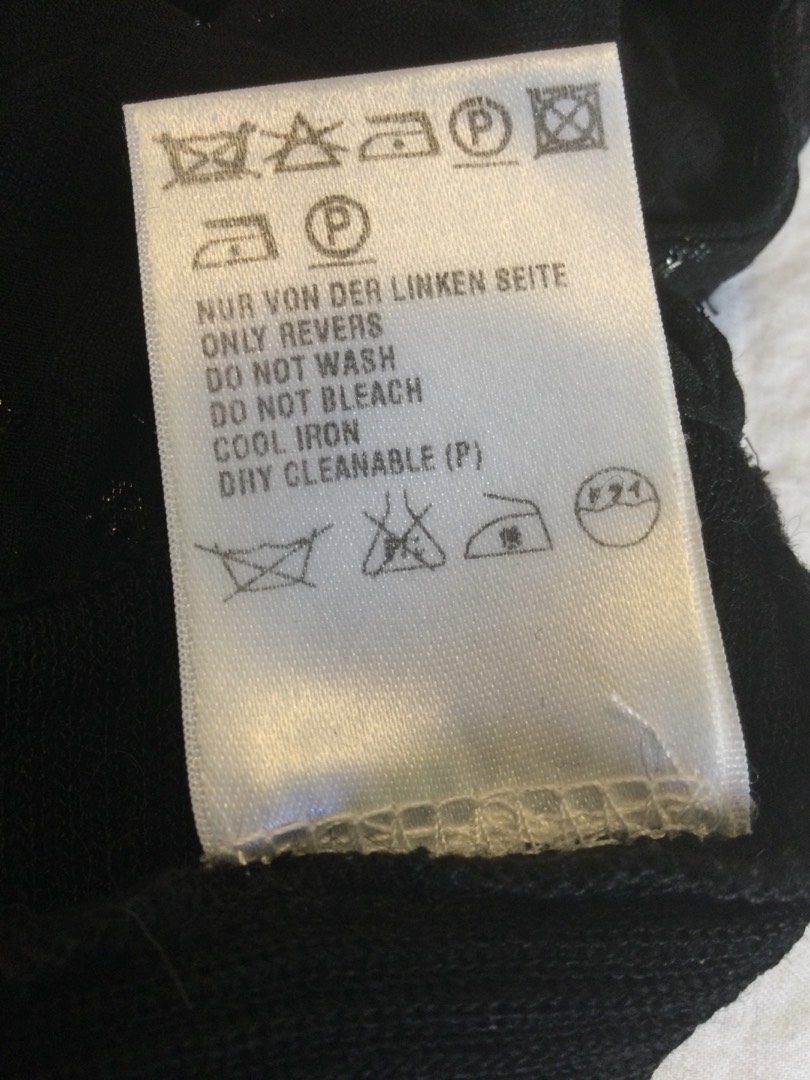 P
P
NUR VON DER LINKEN SEITE
ONLY REVERS
DO NOT WASH
DO NOT BLEACH
COOL IRON
DRY CLEANABLE (P)